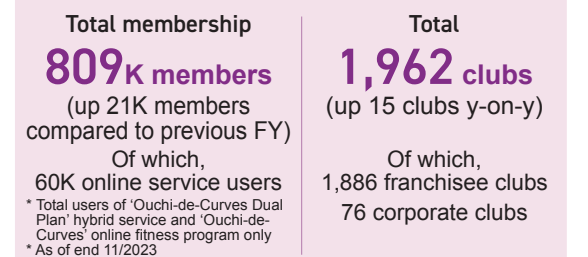 Total membership
809K members
(up 21K members
compared to previous FY)
Of which,
60K online service users
* Total users of 'Ouchi-de-Curves Dual
Plan' hybrid service and 'Ouchi-de-
Curves' online fitness program only
* As of end 11/2023
Total
1,962 clubs
(up 15 clubs y-on-y)
Of which,
1,886 franchisee clubs
76 corporate clubs